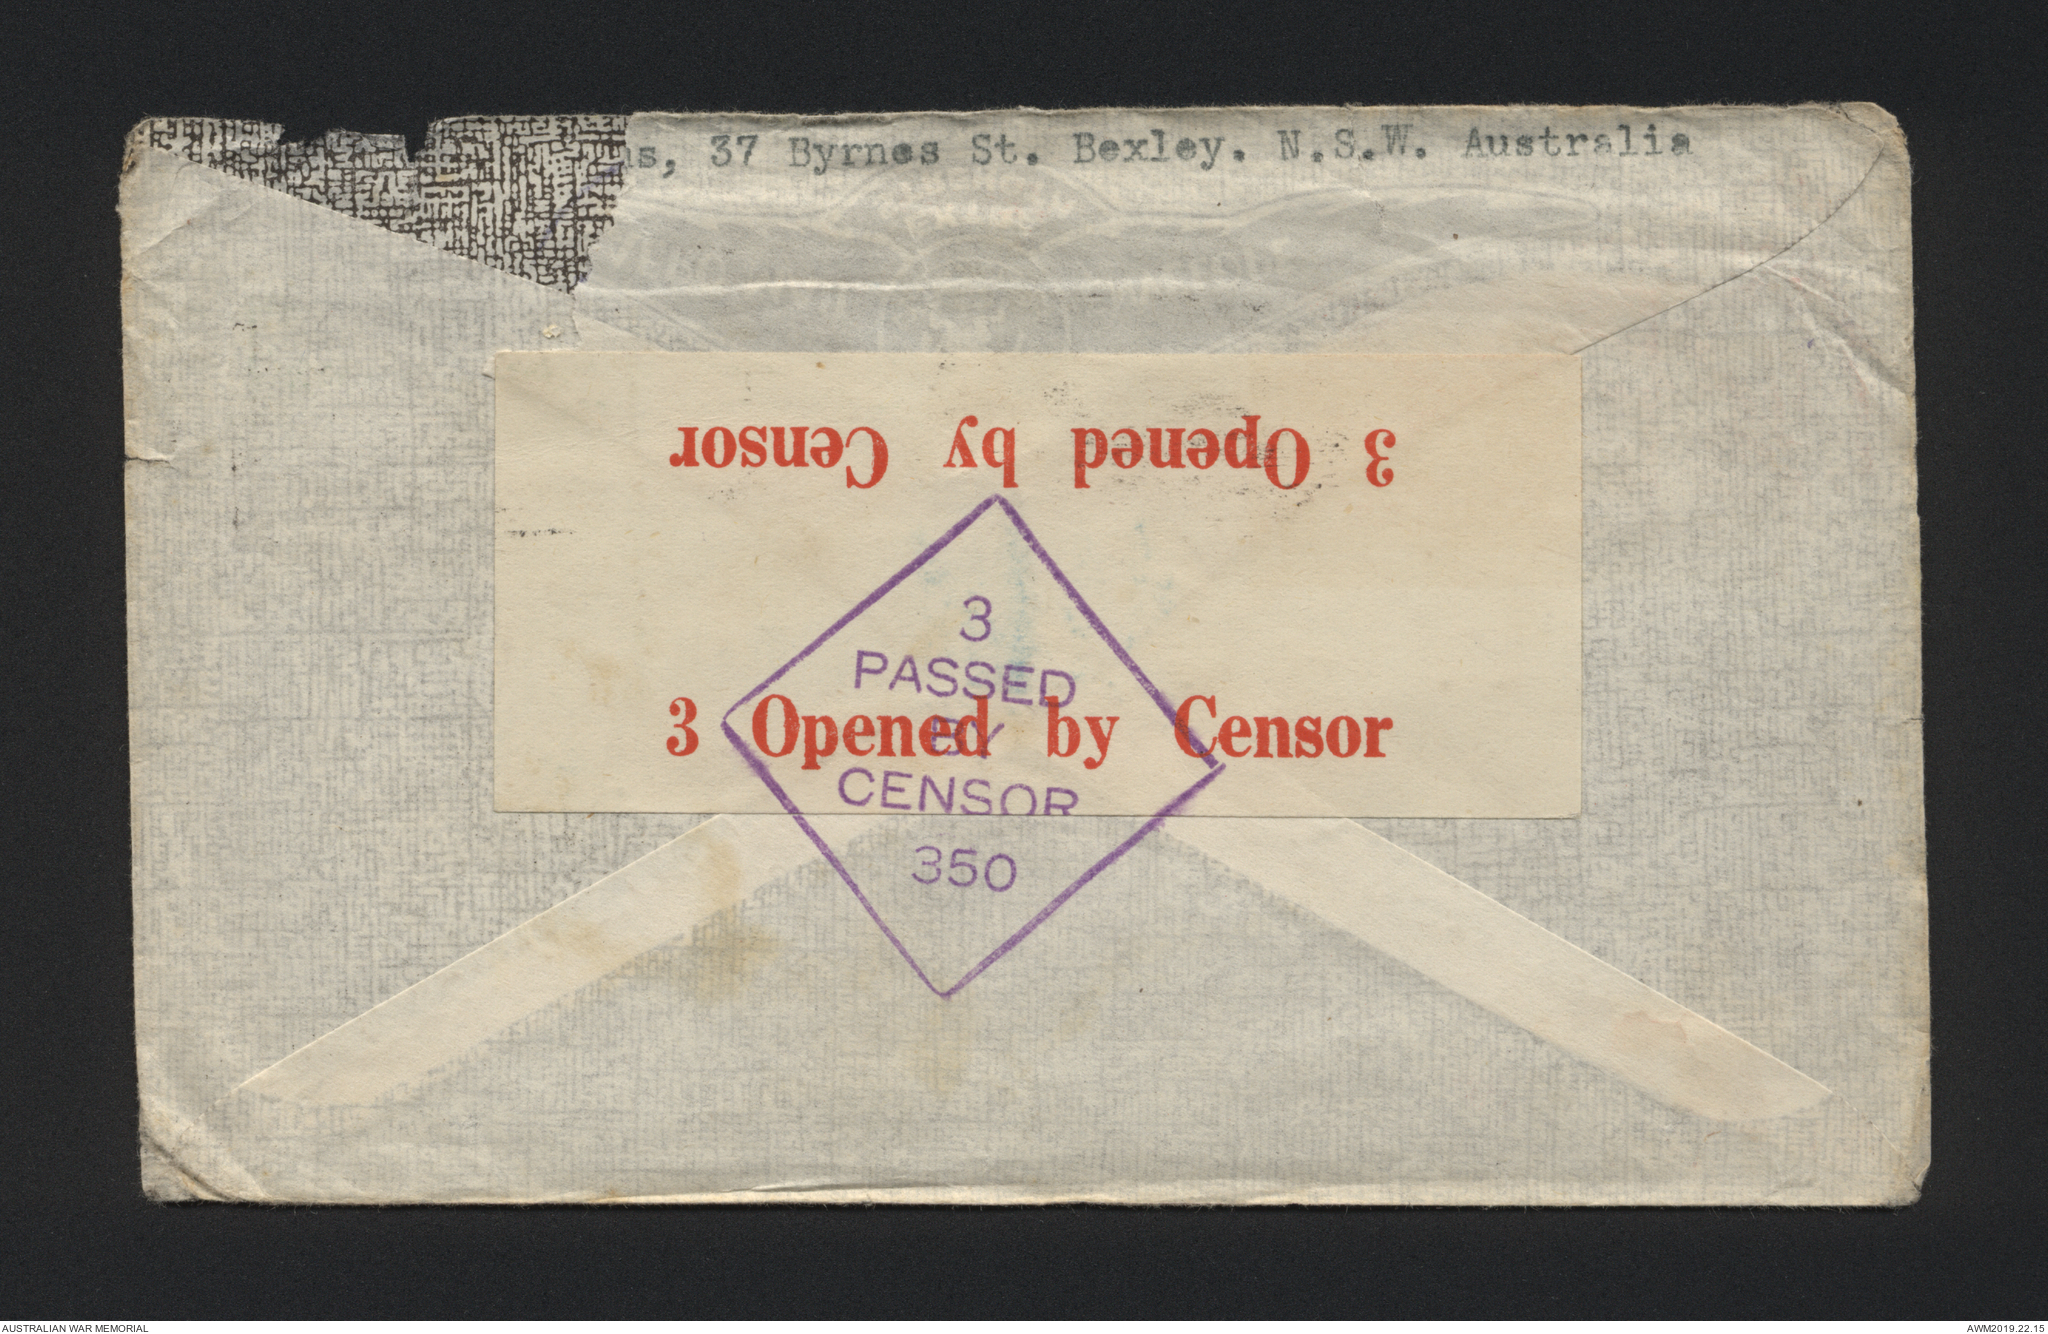 37 Byrnes St. Bexley. N.S.W. Australia
3 Opened by Censor
3
PASSED
3 Opened by Censor
BY
CENSOR
350
AUSTRALIAN WAR MEMORIAL
AWM2019.22.15